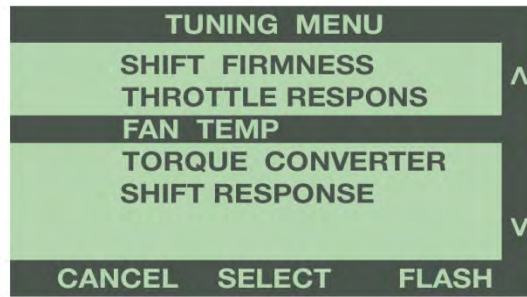 TUNING MENU
SHIFT FIRMNESS
THROTTLE RESPONS
FAN TEMP
TORQUE CONVERTER
SHIFT RESPONSE
CANCEL SELECT FLASH